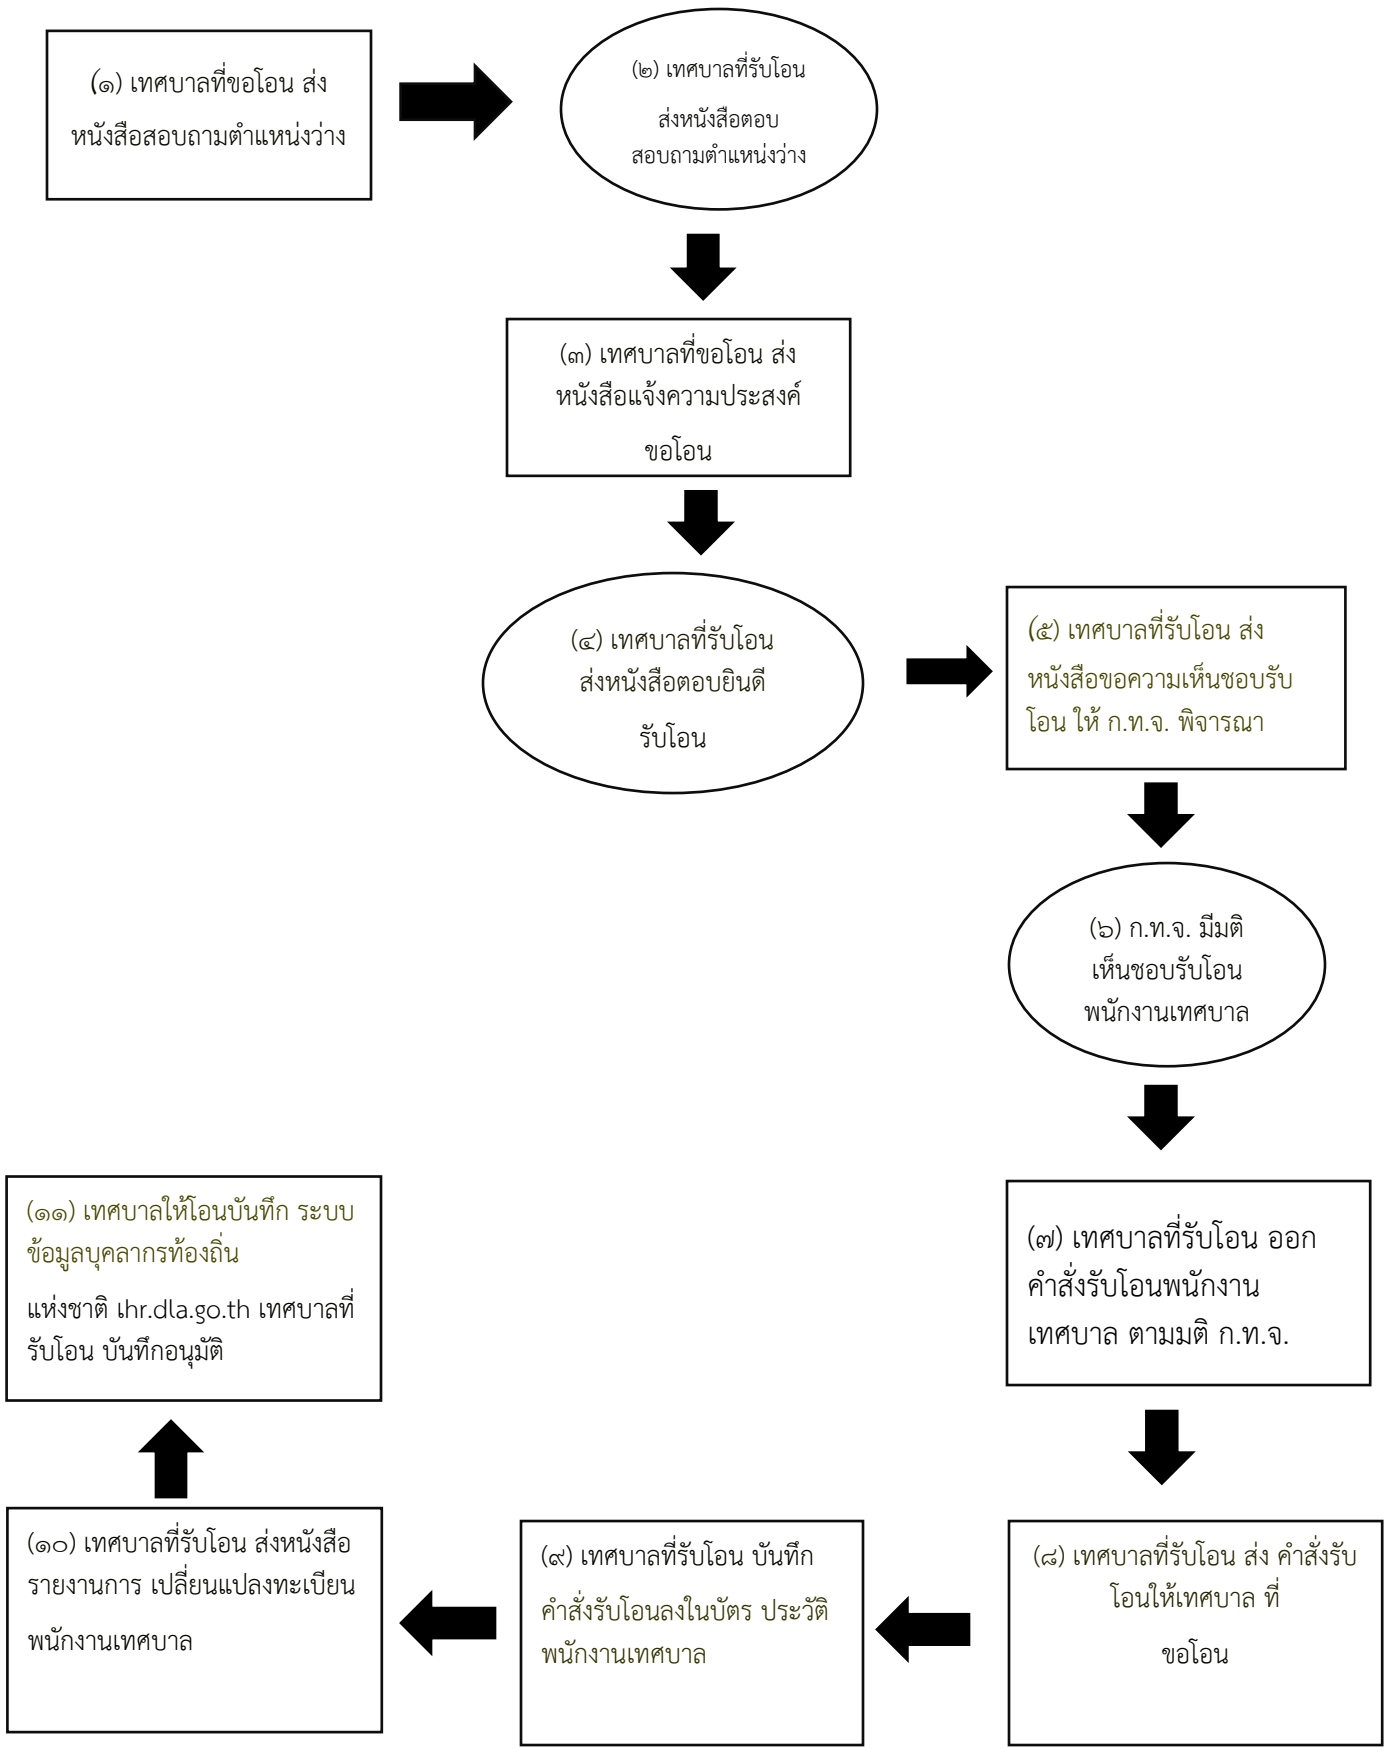 (๑) เทศบาลที่ขอโอน ส่ง
หนังสือสอบถามตำแหน่งว่าง
(๒) เทศบาลที่รับโอน
ส่งหนังสือตอบ
สอบถามตำแหน่งว่าง
(๓) เทศบาลที่ขอโอน ส่ง
หนังสือแจ้งความประสงค์
ขอโอน
(๔) เทศบาลที่รับโอน
ส่งหนังสือตอบยินดี
รับโอน
(๕) เทศบาลที่รับโอน ส่ง
หนังสือขอความเห็นชอบรับ
โอน ให้ ก.ท.จ. พิจารณา
(๖) ก.ท.จ. มีมติ
เห็นชอบรับโอน
พนักงานเทศบาล
(๗) เทศบาลที่รับโอน ออก
คำสั่งรับโอนพนักงาน
เทศบาล ตามมติ ก.ท.จ.
(๘) เทศบาลที่รับโอน ส่ง คำสั่งรับ
โอนให้เทศบาล ที่
ขอโอน
(๙) เทศบาลที่รับโอน บันทึก
คำสั่งรับโอนลงในบัตร ประวัติ
พนักงานเทศบาล
(๑๐) เทศบาลที่รับโอน ส่งหนังสือ
รายงานการ เปลี่ยนแปลงทะเบียน
พนักงานเทศบาล
(๑๑) เทศบาลให้โอนบันทึก ระบบ
ข้อมูลบุคลากรท้องถิ่น
แห่งชาติ เhr.dla.go.th เทศบาลที่
รับโอน บันทึกอนุมัติ